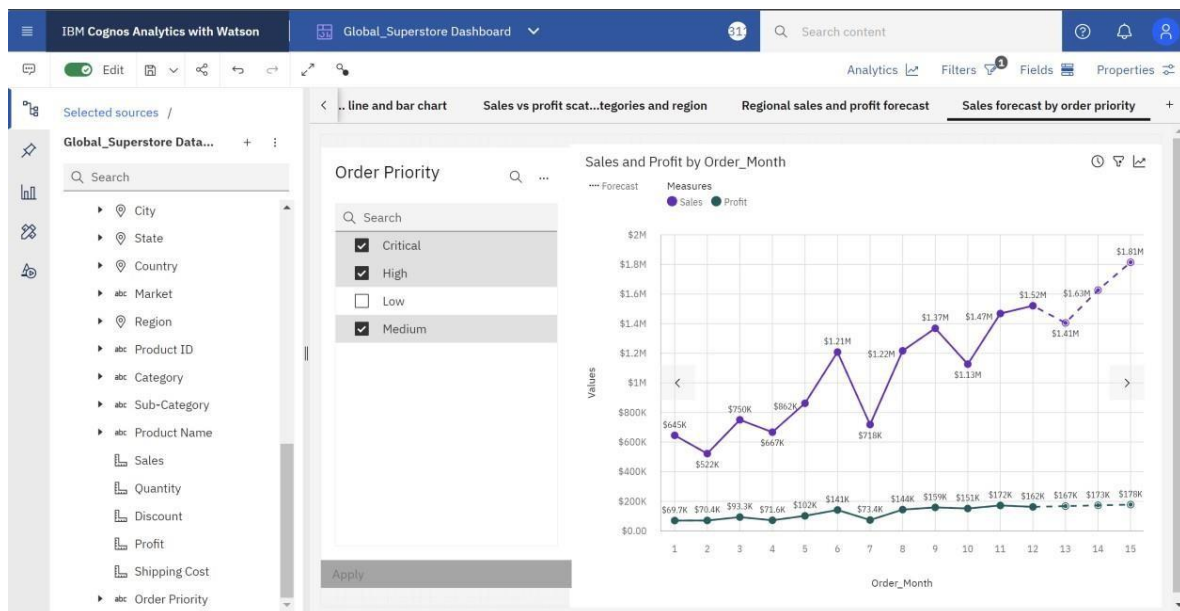 IBM Cognos Analytics with Watson
Global_Superstore Dashboard
Search content
Edit
Analytics
Filters
1
Fields
Properties
Selected sources /
... line and bar chart
Sales vs profit scat...tegories and region
Regional sales and profit forecast
Sales forecast by order priority
+
Global_Superstore Data...
+
Search
City
State
Country
abc Market
Region
abc Product ID
abc Category
abc Sub-Category
abc Product Name
Sales
Quantity
Discount
Profit
Shipping Cost
abc Order Priority
Order Priority
...
Search
Critical
High
Low
Medium
Apply
Sales and Profit by Order_Month
Forecast
Measures
Sales
Profit
Values
$2M
$1.8M
$1.6M
$1.4M
$1.2M
$1M
$800K
$600K
$400K
$200K
$0.00
$645K
$522K
$750K
$667K
$862K
$1.21M
$718K
$1.22M
$1.37M
$1.13M
$1.47M
$1.52M
$1.41M
$1.63M
$1.81M
$69.7K $70.4K $93.3K $71.6K $102K $141K $73.4K $144K $159K $151K $172K $162K $167K $173K $178K
1 2 3 4 5 6 7 8 9 10 11 12 13 14 15
Order_Month